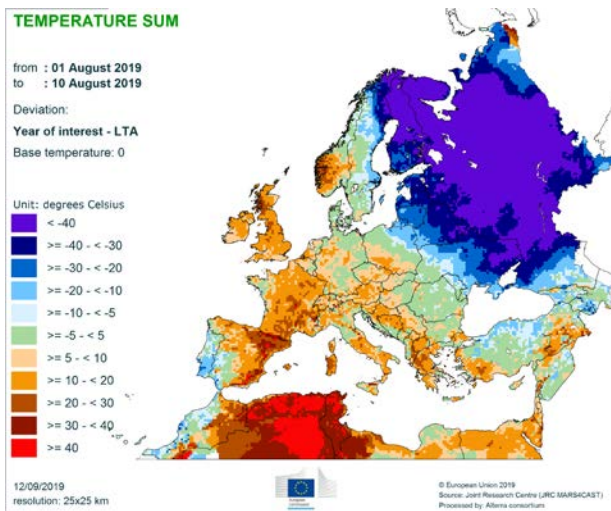 TEMPERATURE SUM
from : 01 August 2019
to : 10 August 2019
Deviation:
Year of interest - LTA
Base temperature: 0
Unit: degrees Celsius
< -40
>= -40 - < -30
>= -30 - < -20
>= -20 - < -10
>= -10 - < -5
>= -5 - < 5
>= 5 - < 10
>= 10 - < 20
>= 20 - < 30
>= 30 - < 40
>= 40
12/09/2019
resolution: 25x25 km
© European Union 2019
Source: Joint Research Centre (JRC MARS4CAST)
Processed by: Alterra consortium